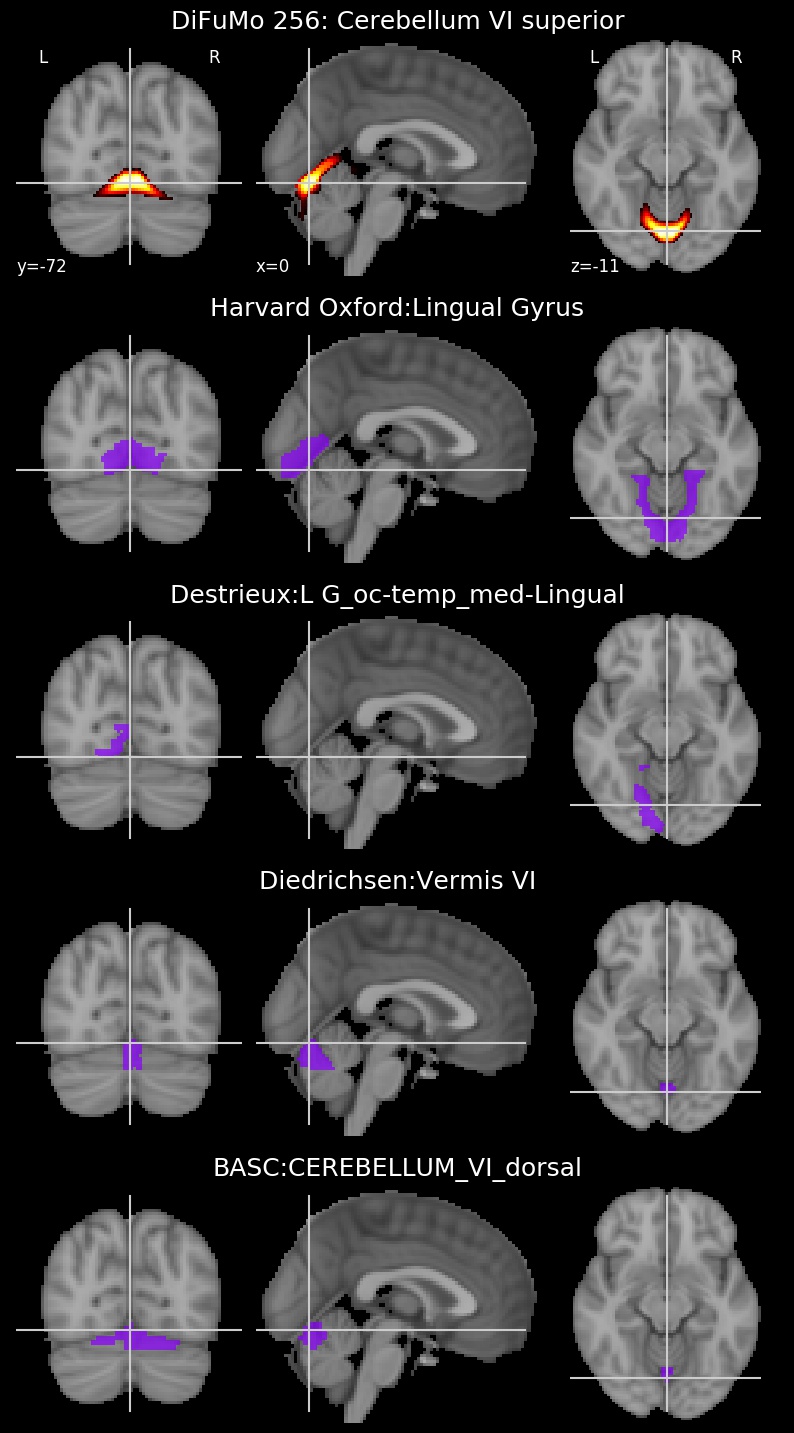 DiFuMo 256: Cerebellum VI superior
L R L R
y=-72 x=0 z=-11
Harvard Oxford:Lingual Gyrus
Destrieux:L G_oc-temp_med-Lingual
Diedrichsen:Vermis VI
BASC:CEREBELLUM_VI_dorsal